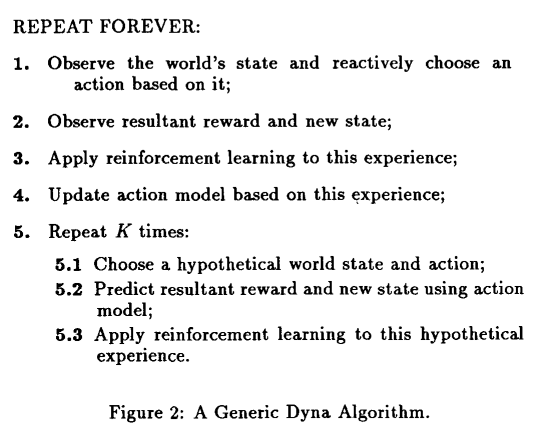 REPEAT FOREVER:
1. Observe the world's state and reactively choose an
action based on it;
2. Observe resultant reward and new state;
3. Apply reinforcement learning to this experience;
4. Update action model based on this experience;
5. Repeat K times:
5.1 Choose a hypothetical world state and action;
5.2 Predict resultant reward and new state using action
model;
5.3 Apply reinforcement learning to this hypothetical
experience.
Figure 2: A Generic Dyna Algorithm.